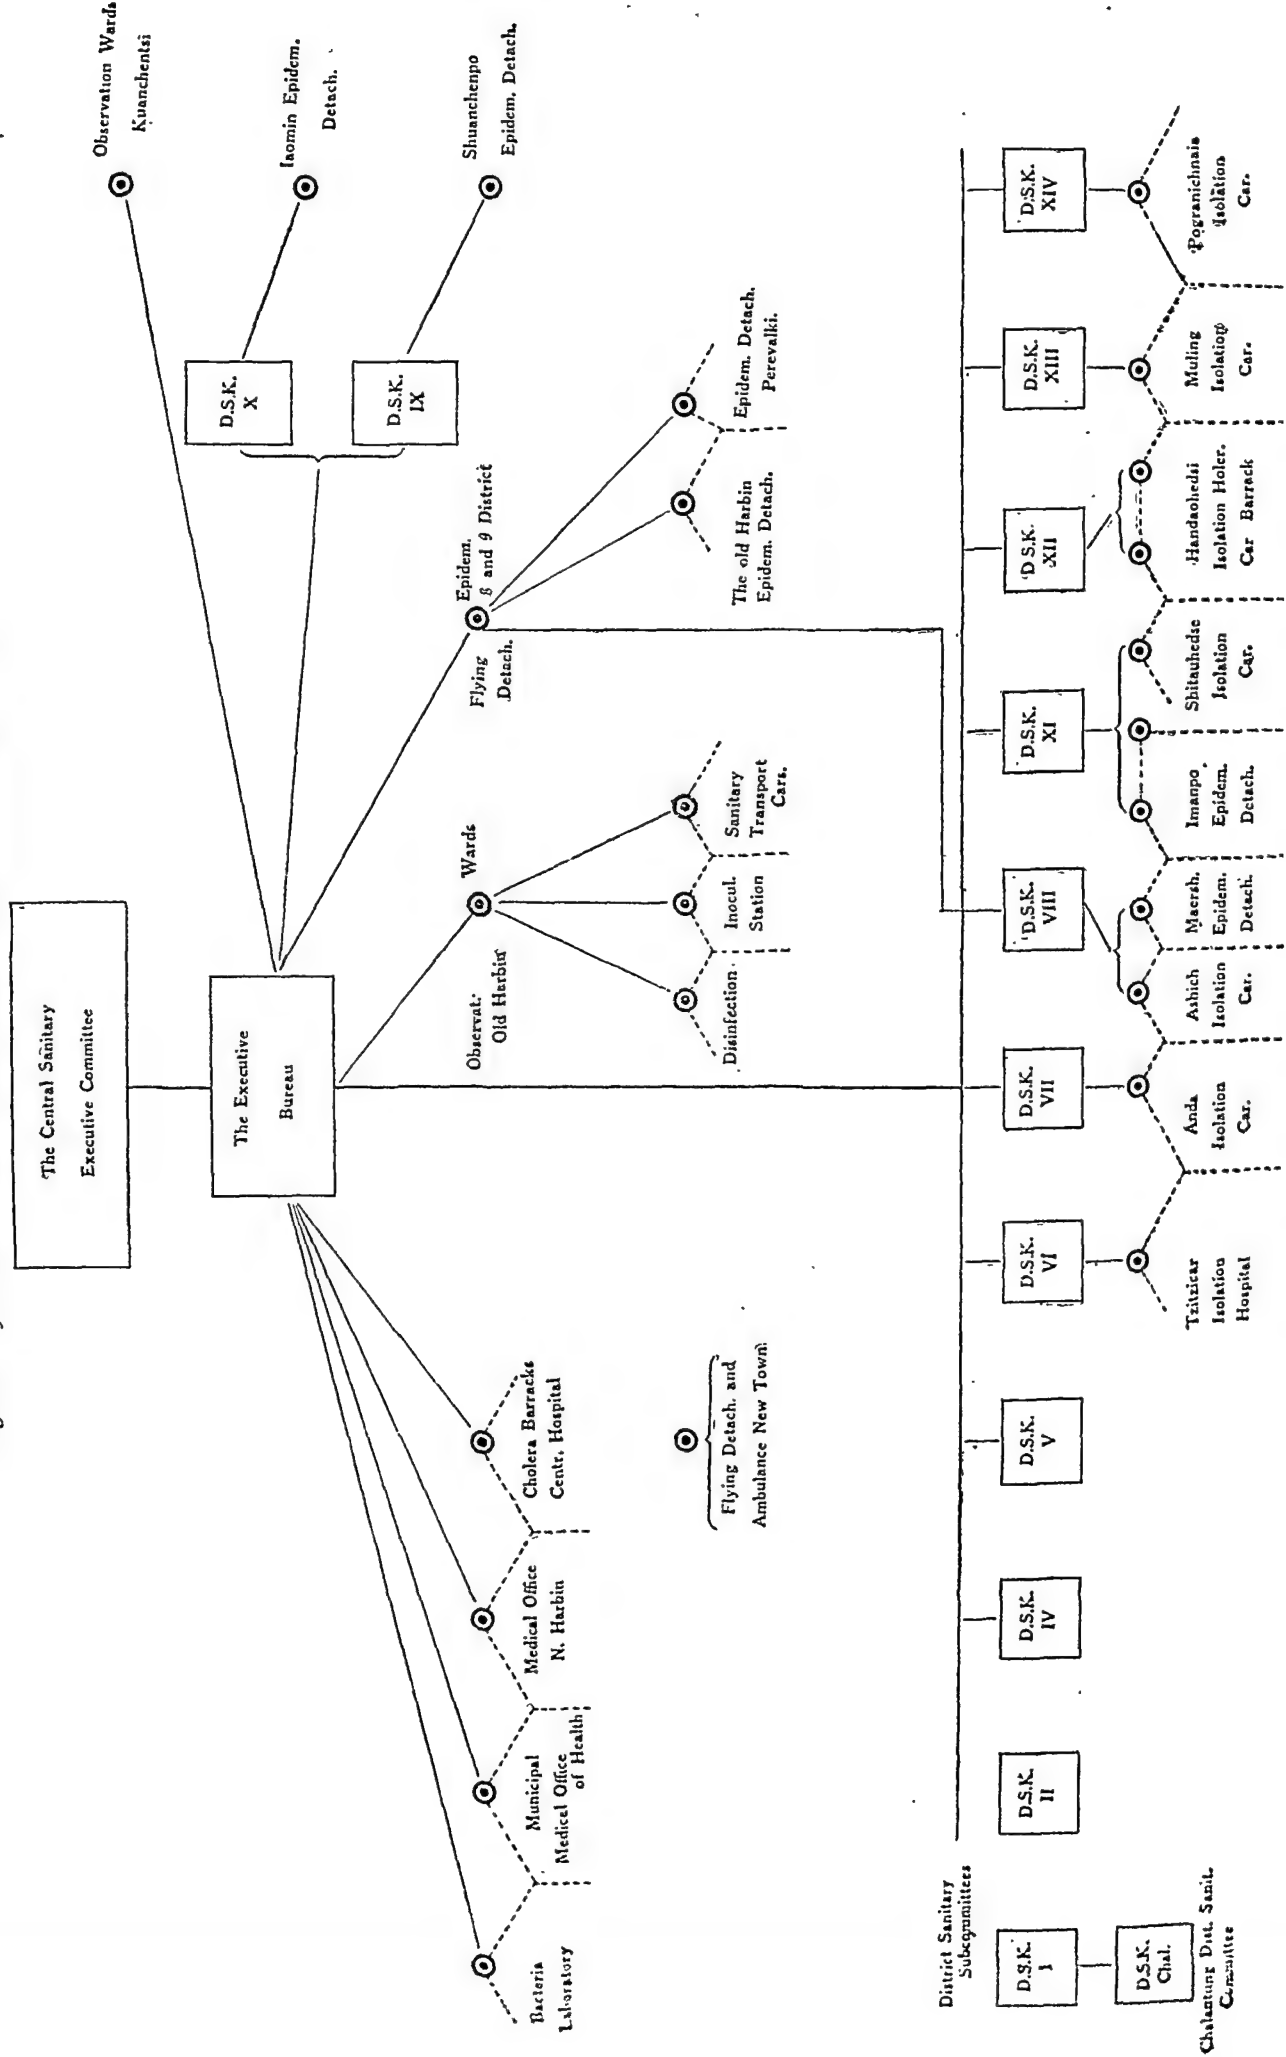 The Central Sanitary
Executive Committee
The Executive
Bureau
Observation Wards
Kuanchentsi
Iaomin Epidem.
Detach.
Shuanchenpo
Epidem. Detach.
D.S.K.
X
D.S.K.
IX
Bacteria
Laboratory
Municipal
Medical Office
of Health
Medical Office
N. Harbin
Cholera Barracks
Centr. Hospital
Observat.
Old Harbin
Wards
Flying
Detach.
Epidem.
8 and 9 District
Flying Detach. and
Ambulance New Town
Disinfection
Inocul.
Station
Sanitary
Transport
Cars.
The old Harbin
Epidem. Detach.
Epidem. Detach.
Perevalki.
District Sanitary
Subcommittees
D.S.K.
I
D.S.K.
II
D.S.K.
IV
D.S.K.
V
D.S.K.
VI
D.S.K.
VII
D.S.K.
VIII
D.S.K.
XI
D.S.K.
XII
D.S.K.
XIII
D.S.K.
XIV
D.S.K.
Chal.
Chalantung Dist. Sanit.
Committee
Tzitzicar
Isolation
Hospital
Anda
Isolation
Car.
Ashich
Isolation
Car.
Maersh.
Epidem.
Detach.
Imanpo
Epidem.
Detach.
Shitauhedse
Isolation
Car.
Handaohedsi
Isolation Holer.
Car Barrack
Muling
Isolation
Car.
Pogranichnaia
Isolation
Car.